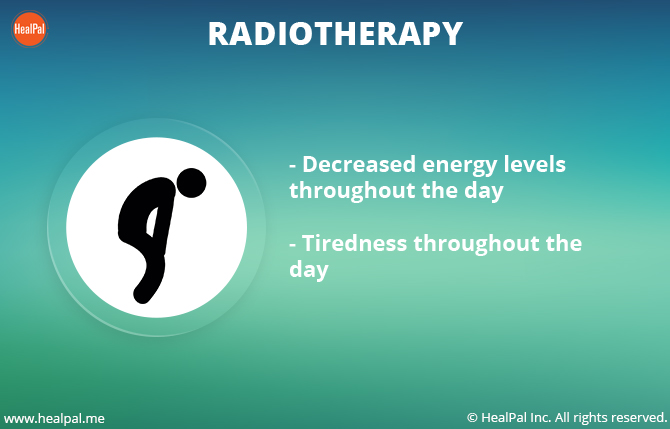 HealPal
RADIOTHERAPY
- Decreased energy levels
throughout the day
- Tiredness throughout the
day
www.healpal.me
© HealPal Inc. All rights reserved.